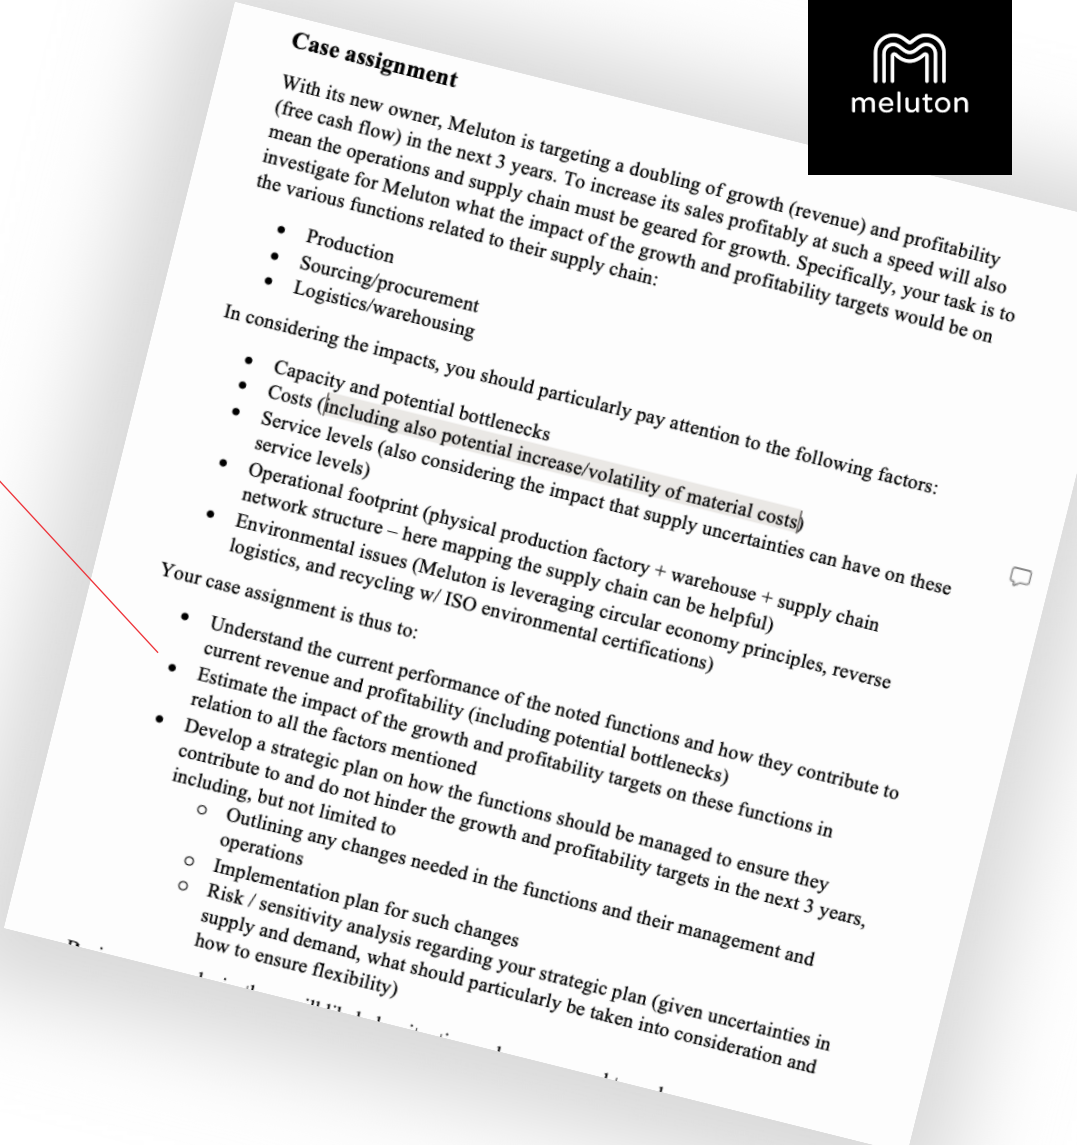 meluton
Case assignment
With its new owner, Meluton is targeting a doubling of growth (revenue) and profitability
(free cash flow) in the next 3 years. To increase its sales profitably at such a speed will also
mean the operations and supply chain must be geared for growth. Specifically, your task is to
investigate for Meluton what the impact of the growth and profitability targets would be on
the various functions related to their supply chain:
• Production
• Sourcing/procurement
• Logistics/warehousing
In considering the impacts, you should particularly pay attention to the following factors:
• Capacity and potential bottlenecks
• Costs (including also potential increase/volatility of material costs)
• Service levels (also considering the impact that supply uncertainties can have on these
service levels)
• Operational footprint (physical production factory + warehouse + supply chain
network structure – here mapping the supply chain can be helpful)
• Environmental issues (Meluton is leveraging circular economy principles, reverse
logistics, and recycling w/ ISO environmental certifications)
Your case assignment is thus to:
• Understand the current performance of the noted functions and how they contribute to
current revenue and profitability (including potential bottlenecks)
• Estimate the impact of the growth and profitability targets on these functions in
relation to all the factors mentioned
• Develop a strategic plan on how the functions should be managed to ensure they
contribute to and do not hinder the growth and profitability targets in the next 3 years,
including, but not limited to
○ Outlining any changes needed in the functions and their management and
operations
○ Implementation plan for such changes
○ Risk / sensitivity analysis regarding your strategic plan (given uncertainties in
supply and demand, what should particularly be taken into consideration and
how to ensure flexibility)